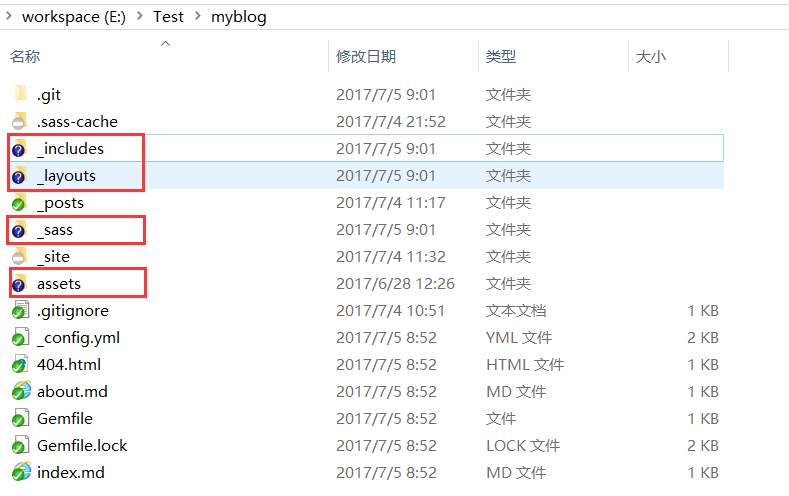 workspace (E:) > Test > myblog
名称 修改日期 类型 大小
.git 2017/7/5 9:01 文件夹
.sass-cache 2017/7/4 21:52 文件夹
_includes 2017/7/5 9:01 文件夹
_layouts 2017/7/5 9:01 文件夹
_posts 2017/7/4 11:17 文件夹
_sass 2017/7/5 9:01 文件夹
_site 2017/7/4 11:32 文件夹
assets 2017/6/28 12:26 文件夹
.gitignore 2017/7/4 10:51 文本文档 1 KB
_config.yml 2017/7/5 8:52 YML 文件 2 KB
404.html 2017/7/5 8:52 HTML 文件 1 KB
about.md 2017/7/5 8:52 MD 文件 1 KB
Gemfile 2017/7/5 8:52 文件 1 KB
Gemfile.lock 2017/7/5 8:52 LOCK 文件 2 KB
index.md 2017/7/5 8:52 MD 文件 1 KB